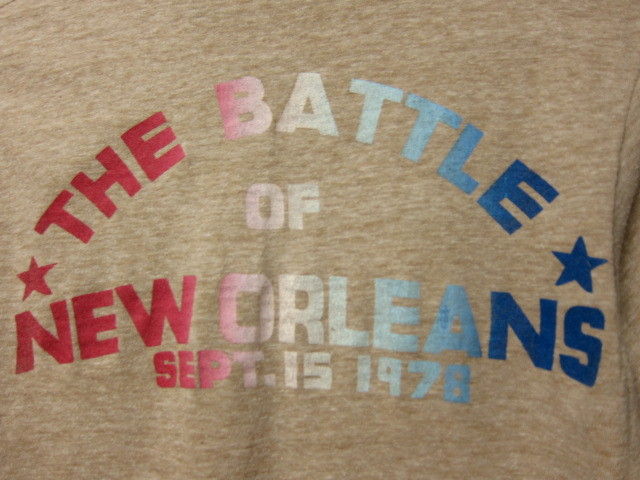 THE BATTLE
OF
NEW ORLEANS
SEPT. 15 1978